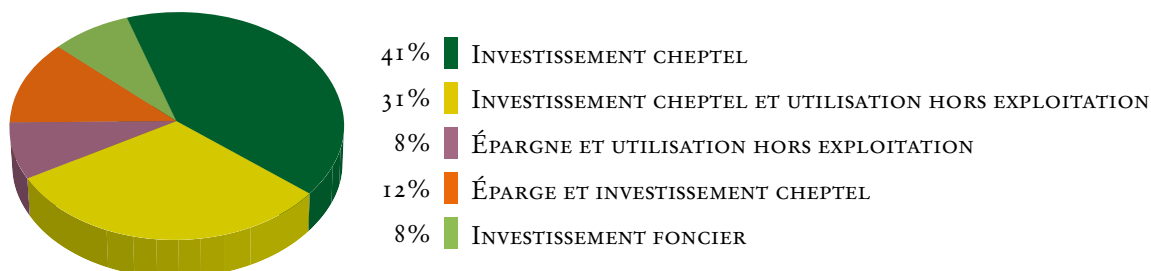 41% Investissement cheptel
31% Investissement cheptel et utilisation hors exploitation
8% Épargne et utilisation hors exploitation
12% Éparge et investissement cheptel
8% Investissement foncier